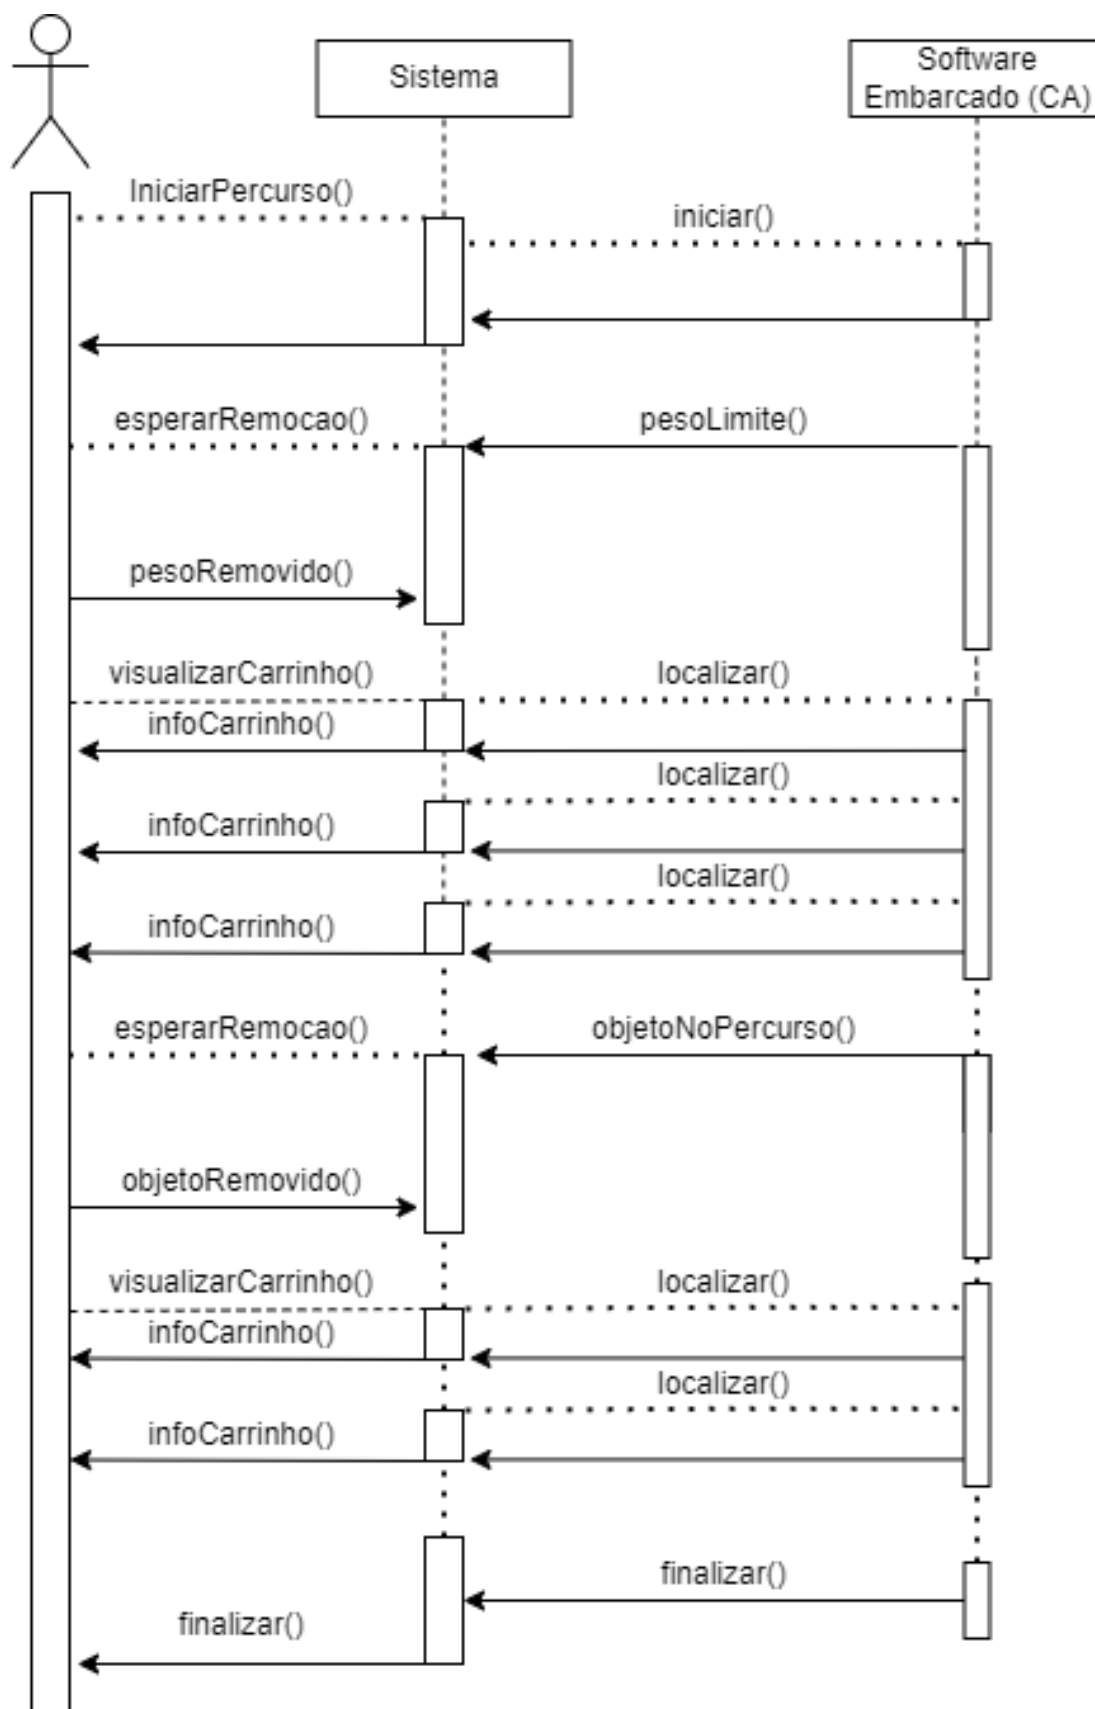 Sistema
Software
Embarcado (CA)
IniciarPercurso()
iniciar()
esperarRemocao()
pesoLimite()
pesoRemovido()
visualizarCarrinho()
localizar()
infoCarrinho()
localizar()
infoCarrinho()
localizar()
infoCarrinho()
esperarRemocao()
objetoNoPercurso()
objetoRemovido()
visualizarCarrinho()
localizar()
infoCarrinho()
localizar()
infoCarrinho()
finalizar()
finalizar()